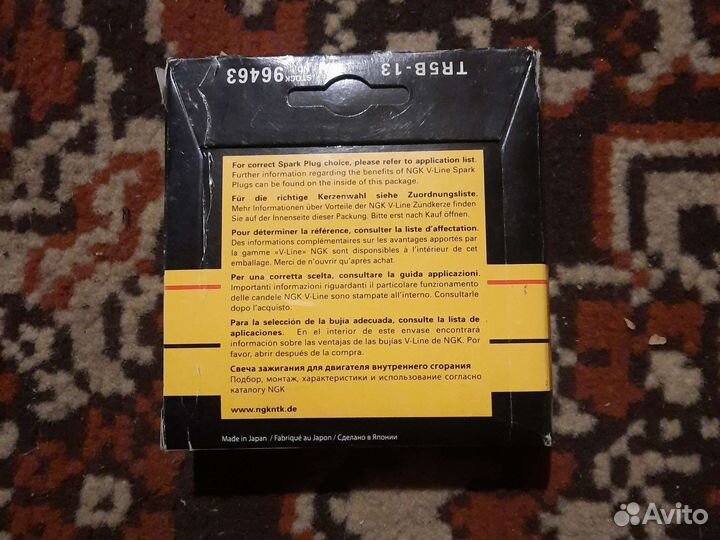 TR5B-13
STOCK NO. 96463
For correct Spark Plug choice, please refer to application list.
Further information regarding the benefits of NGK V-Line Spark
Plugs can be found on the inside of this package.
Für die richtige Kerzenwahl siehe Zuordnungsliste.
Mehr Informationen über Vorteile der NGK V-Line Zündkerze finden
Sie auf der Innenseite dieser Packung. Bitte erst nach Kauf öffnen.
Pour déterminer la référence, consulter la liste d'affectation.
Des informations complémentaires sur les avantages apportés par
la gamme «V-Line» NGK sont disponibles à l'intérieur de cet
emballage. Merci de n'ouvrir qu'après achat.
Per una corretta scelta, consultare la guida applicazioni.
Importanti informazioni riguardanti il particolare funzionamento
delle candele NGK V-Line sono stampate all'interno. Consultarle
dopo l'acquisto.
Para la selección de la bujía adecuada, consulte la lista de
aplicaciones. En el interior de este envase encontrará
información sobre las ventajas de las bujías V-Line de NGK. Por
favor, abrir después de la compra.
Свеча зажигания для двигателя внутреннего сгорания
Подбор, монтаж, характеристики и использование согласно
каталогу NGK
www.ngkntk.de
Made in Japan / Fabriqué au Japon / Сделано в Японии
Avito